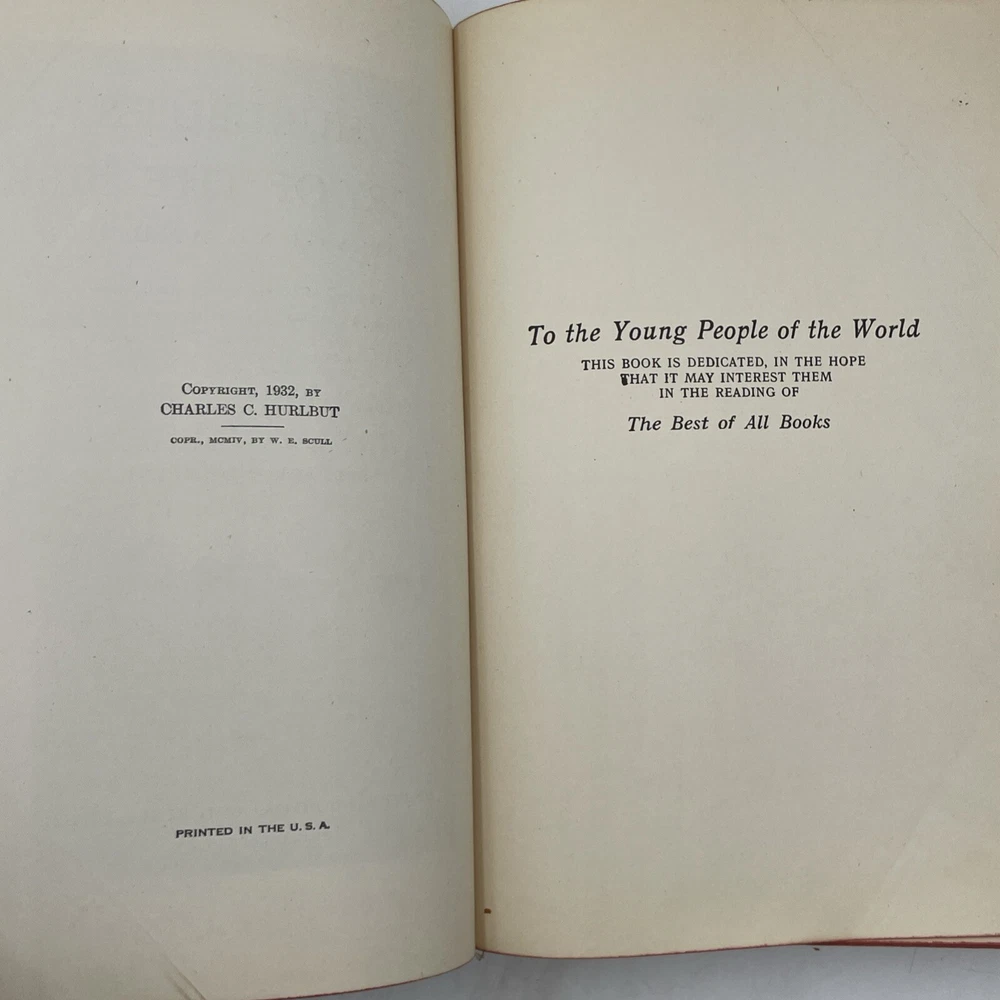 COPYRIGHT, 1932, BY
CHARLES C. HURLBUT
COPR., MCMIV, BY W. E. SCULL
PRINTED IN THE U. S. A.
To the Young People of the World
THIS BOOK IS DEDICATED, IN THE HOPE
THAT IT MAY INTEREST THEM
IN THE READING OF
The Best of All Books